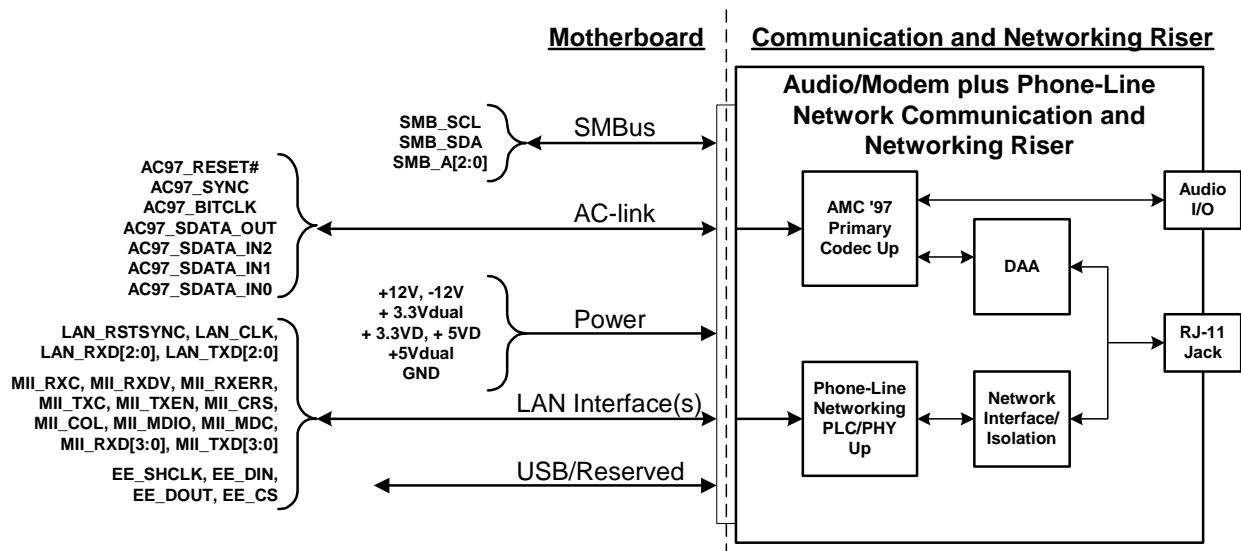 Motherboard
Communication and Networking Riser
Audio/Modem plus Phone-Line
Network Communication and
Networking Riser
SMB_SCL
SMB_SDA
SMB_A[2:0]
SMBus
AC97_RESET#
AC97_SYNC
AC97_BITCLK
AC97_SDATA_OUT
AC97_SDATA_IN2
AC97_SDATA_IN1
AC97_SDATA_IN0
AC-link
AMC '97
Primary
Codec Up
Audio
I/O
DAA
+12V, -12V
+ 3.3Vdual
+ 3.3VD, + 5VD
+5Vdual
GND
Power
RJ-11
Jack
LAN_RSTSYNC, LAN_CLK,
LAN_RXD[2:0], LAN_TXD[2:0]
MII_RXC, MII_RXDV, MII_RXERR,
MII_TXC, MII_TXEN, MII_CRS,
MII_COL, MII_MDIO, MII_MDC,
MII_RXD[3:0], MII_TXD[3:0]
EE_SHCLK, EE_DIN,
EE_DOUT, EE_CS
LAN Interface(s)
Phone-Line
Networking
PLC/PHY
Up
Network
Interface/
Isolation
USB/Reserved